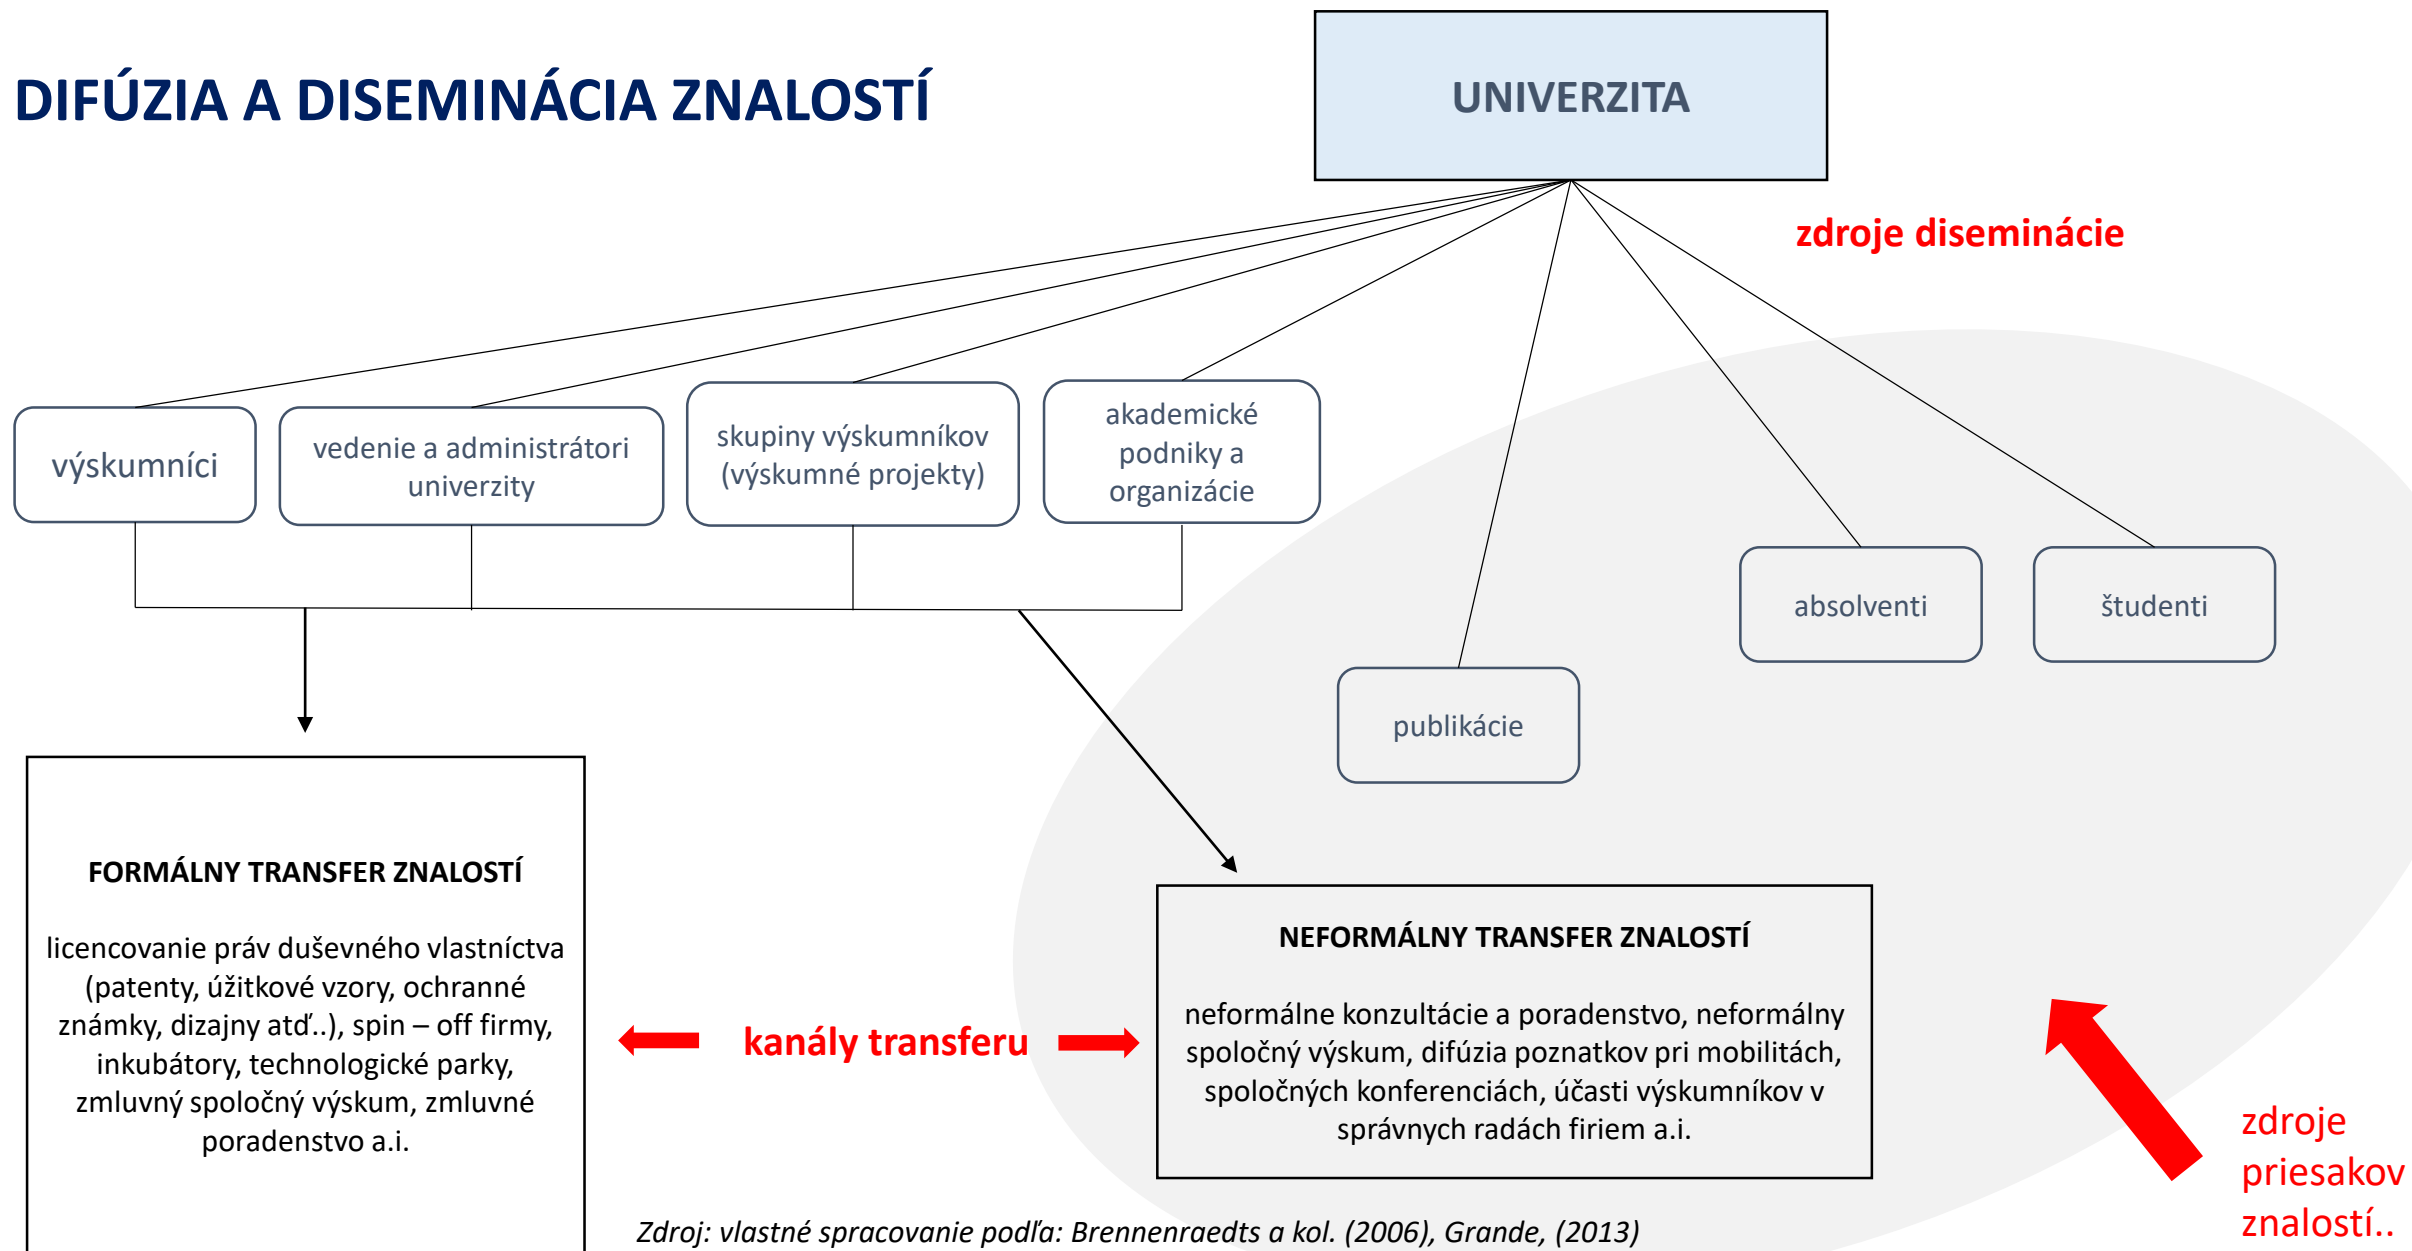 DIFÚZIA A DISEMINÁCIA ZNALOSTÍ
UNIVERZITA
zdroje diseminácie
výskumníci
vedenie a administrátori
univerzity
skupiny výskumníkov
(výskumné projekty)
akademické
podniky a
organizácie
absolventi
študenti
publikácie
FORMÁLNY TRANSFER ZNALOSTÍ
licencovanie práv duševného vlastníctva
(patenty, úžitkové vzory, ochranné
známky, dizajny atď..), spin – off firmy,
inkubátory, technologické parky,
zmluvný spoločný výskum, zmluvné
poradenstvo a.i.
kanály transferu
NEFORMÁLNY TRANSFER ZNALOSTÍ
neformálne konzultácie a poradenstvo, neformálny
spoločný výskum, difúzia poznatkov pri mobilitách,
spoločných konferenciách, účasti výskumníkov v
správnych radách firiem a.i.
zdroje
priesakov
znalostí..
Zdroj: vlastné spracovanie podľa: Brennenraedts a kol. (2006), Grande, (2013)